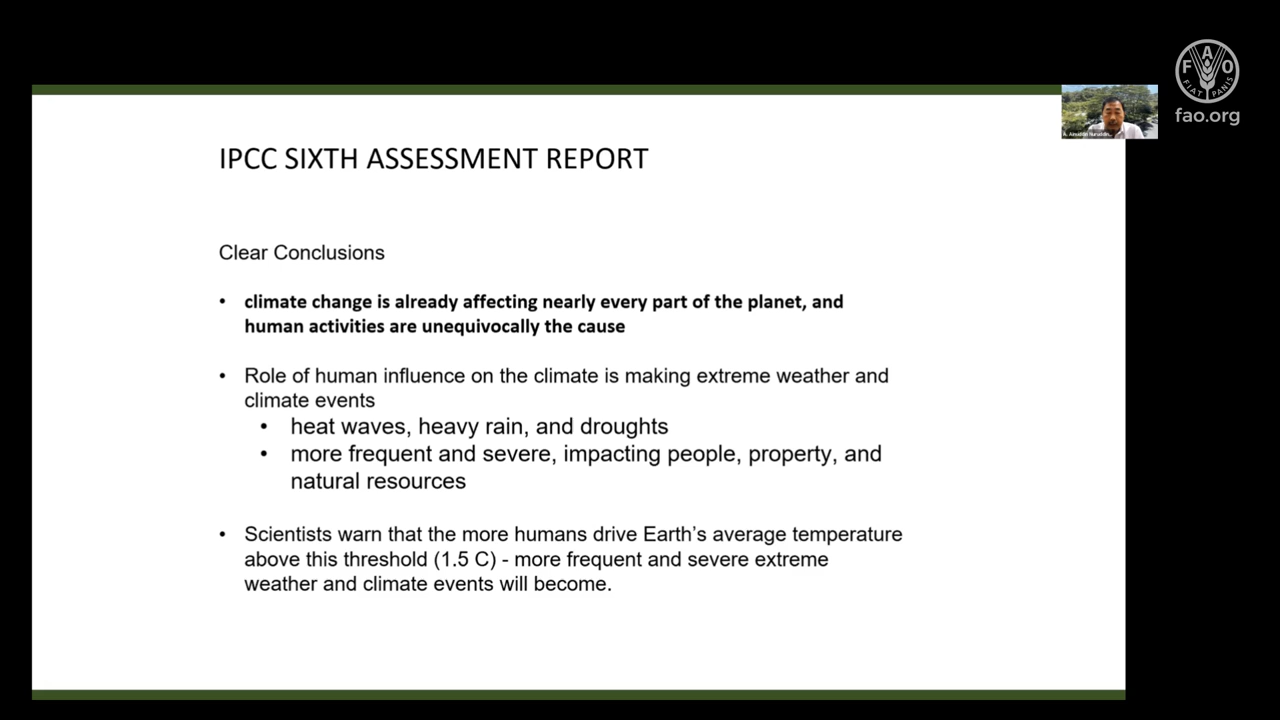 FAO
FIAT PANIS
fao.org
IPCC SIXTH ASSESSMENT REPORT
Clear Conclusions
• climate change is already affecting nearly every part of the planet, and
human activities are unequivocally the cause
• Role of human influence on the climate is making extreme weather and
climate events
• heat waves, heavy rain, and droughts
• more frequent and severe, impacting people, property, and
natural resources
• Scientists warn that the more humans drive Earth’s average temperature
above this threshold (1.5 C) - more frequent and severe extreme
weather and climate events will become.